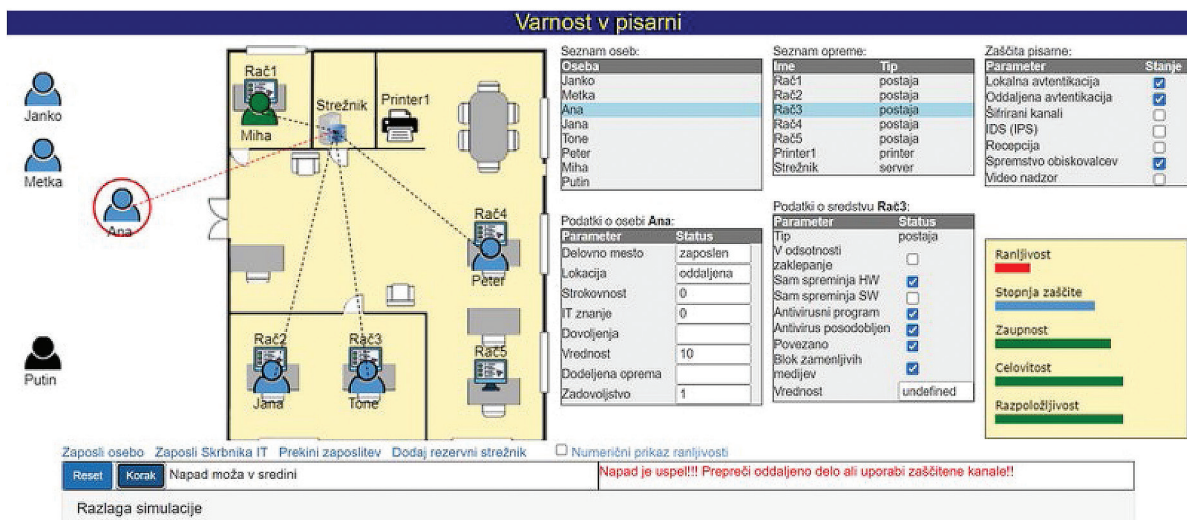 Varnost v pisarni
Janko
Metka
Ana
Putin
Rač1
Miha
Strežnik
Printer1
Rač4
Peter
Rač2
Jana
Rač3
Tone
Rač5
Seznam oseb:
Oseba
Janko
Metka
Ana
Jana
Tone
Peter
Miha
Putin
Seznam opreme:
Ime Tip
Rač1 postaja
Rač2 postaja
Rač3 postaja
Rač4 postaja
Rač5 postaja
Printer1 printer
Strežnik server
Zaščita pisarne:
Parameter Stanje
Lokalna avtentikacija
Oddaljena avtentikacija
Šifrirani kanali
IDS (IPS)
Recepcija
Spremstvo obiskovalcev
Video nadzor
Podatki o osebi Ana:
Parameter Status
Delovno mesto zaposlen
Lokacija oddaljena
Strokovnost 0
IT znanje 0
Dovoljenja
Vrednost 10
Dodeljena oprema
Zadovoljstvo 1
Podatki o sredstvu Rač3:
Parameter Status
Tip postaja
V odsotnosti
zaklepanje
Sam spreminja HW
Sam spreminja SW
Antivirusni program
Antivirus posodobljen
Povezano
Blok zamenljivih
medijev
Vrednost undefined
Ranljivost
Stopnja zaščite
Zaupnost
Celovitost
Razpoložljivost
Zaposli osebo Zaposli Skrbnika IT Prekini zaposlitev Dodaj rezervni strežnik Numerični prikaz ranljivosti
Reset Korak Napad moža v sredini Napad je uspel!!! Prepreči oddaljeno delo ali uporabi zaščitene kanale!!
Razlaga simulacije